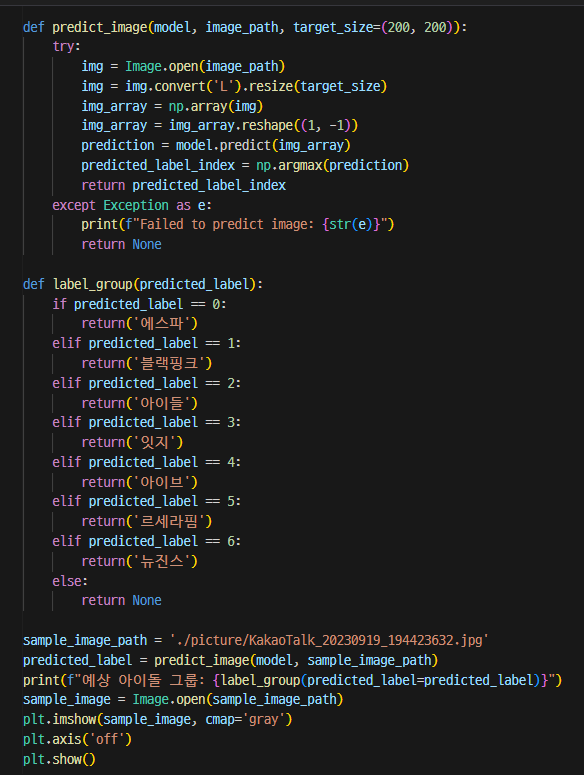 def predict_image(model, image_path, target_size=(200, 200)):
    try:
        img = Image.open(image_path)
        img = img.convert('L').resize(target_size)
        img_array = np.array(img)
        img_array = img_array.reshape((1, -1))
        prediction = model.predict(img_array)
        predicted_label_index = np.argmax(prediction)
        return predicted_label_index
    except Exception as e:
        print(f"Failed to predict image: {str(e)}")
        return None

def label_group(predicted_label):
    if predicted_label == 0:
        return('에스파')
    elif predicted_label == 1:
        return('블랙핑크')
    elif predicted_label == 2:
        return('아이들')
    elif predicted_label == 3:
        return('잇지')
    elif predicted_label == 4:
        return('아이브')
    elif predicted_label == 5:
        return('르세라핌')
    elif predicted_label == 6:
        return('뉴진스')
    else:
        return None

sample_image_path = './picture/KakaoTalk_20230919_194423632.jpg'
predicted_label = predict_image(model, sample_image_path)
print(f"예상 아이돌 그룹: {label_group(predicted_label=predicted_label)}")
sample_image = Image.open(sample_image_path)
plt.imshow(sample_image, cmap='gray')
plt.axis('off')
plt.show()